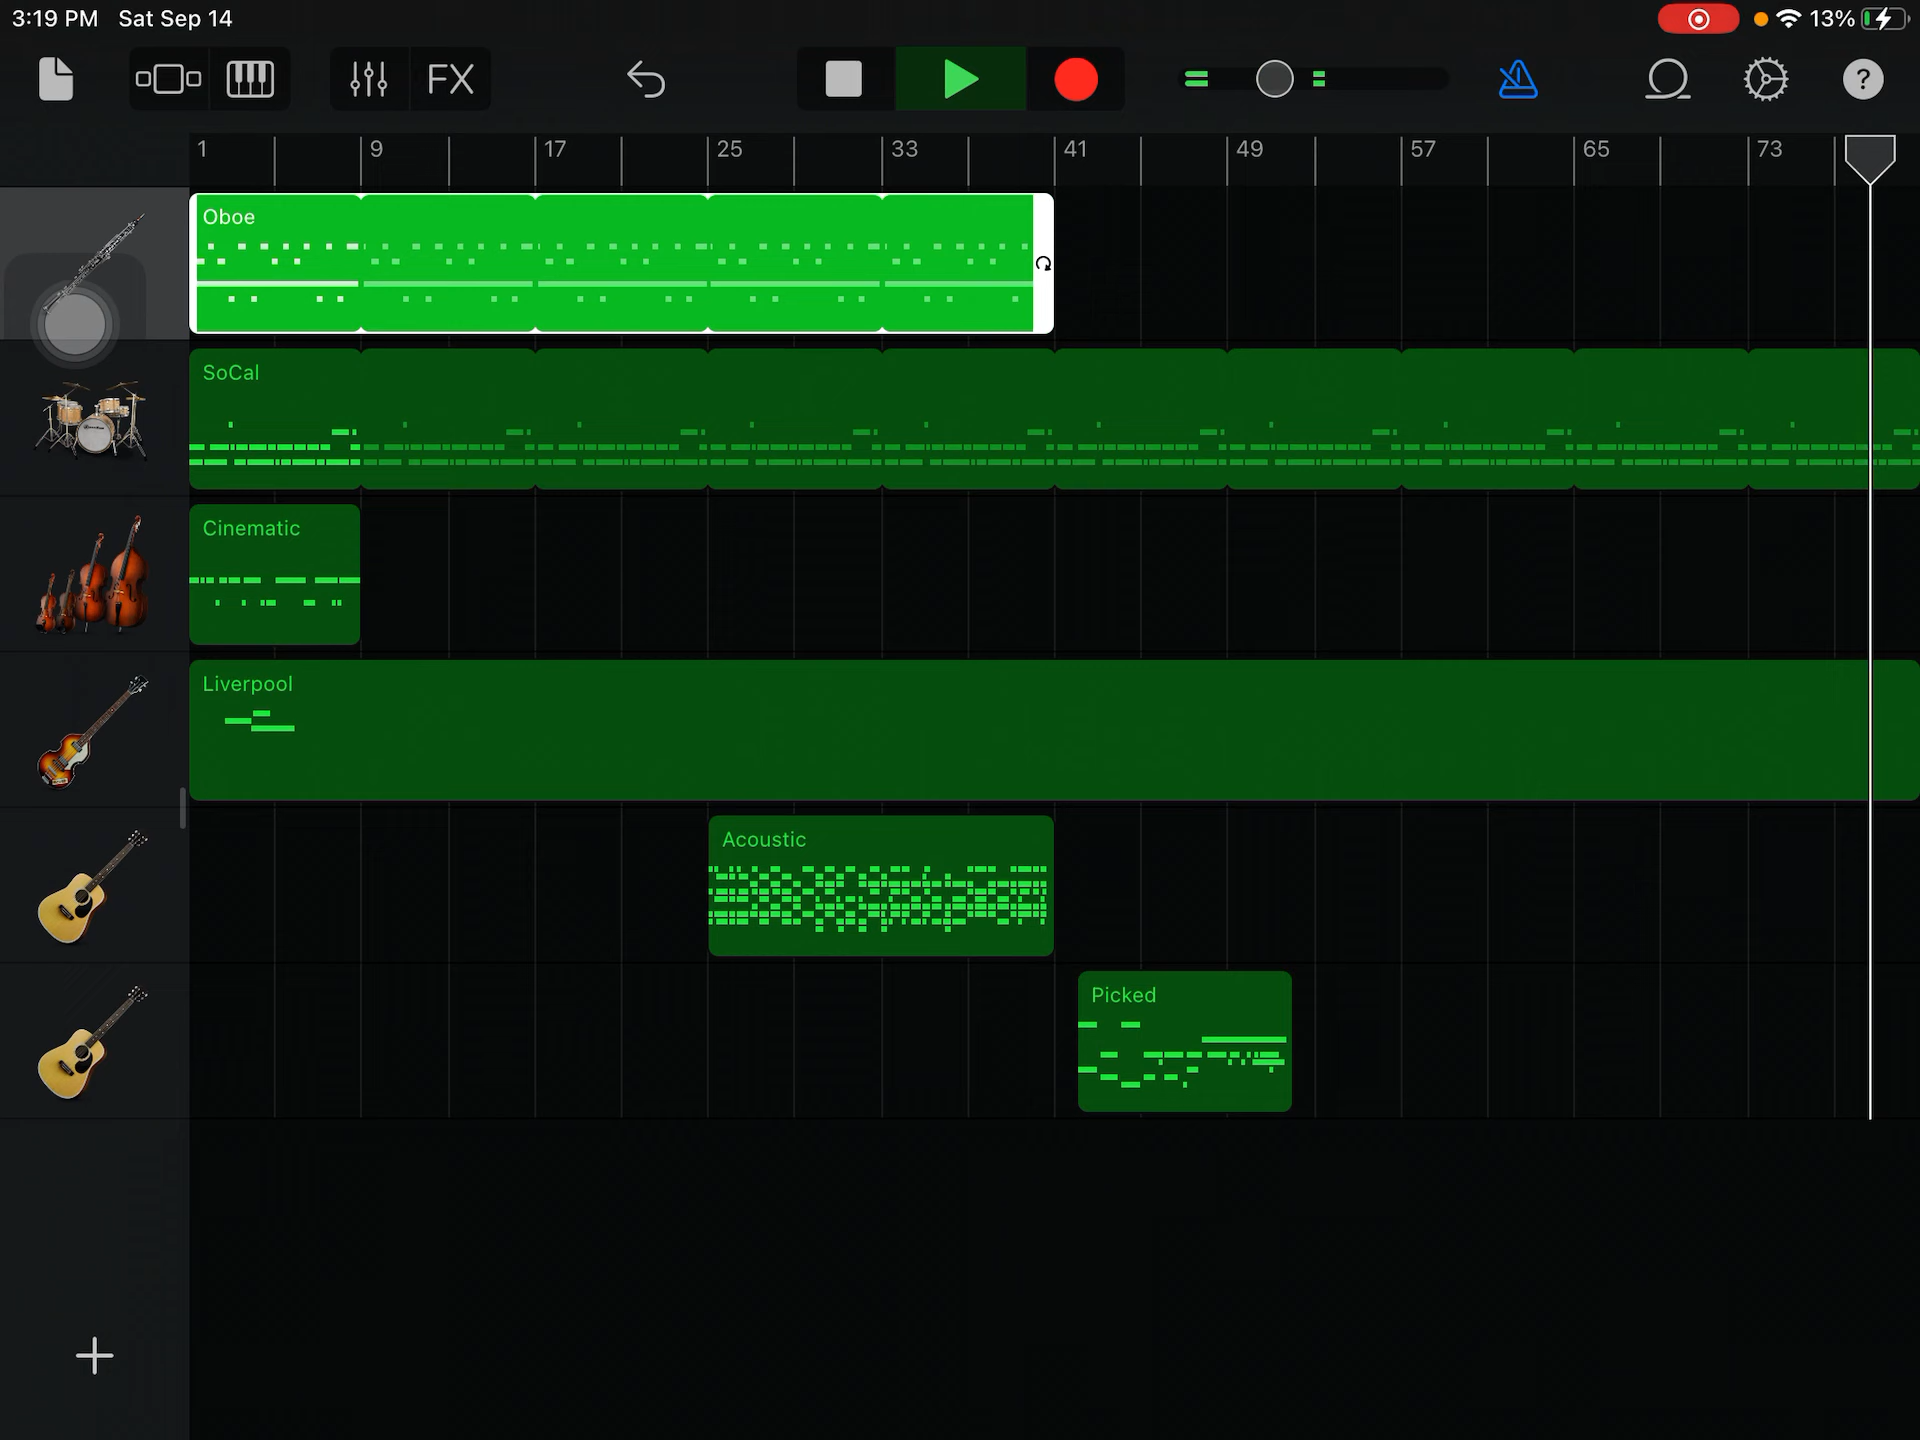 3:19 PM Sat Sep 14 13%
FX ?
1 9 17 25 33 41 49 57 65 73
Oboe
SoCal
Cinematic
Liverpool
Acoustic
Picked